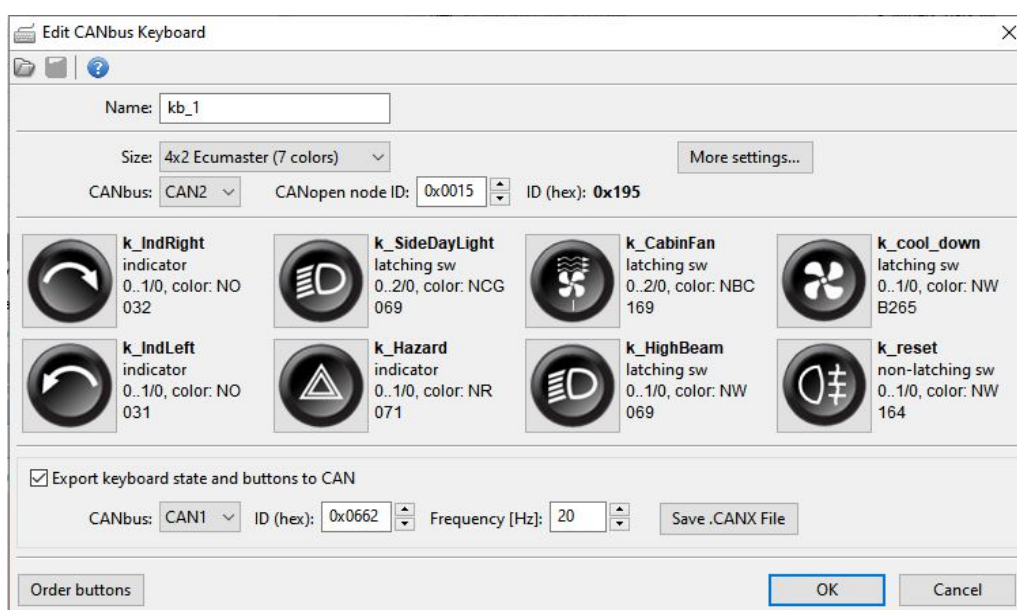 Edit CANbus Keyboard
Name: kb_1
Size: 4x2 Ecumaster (7 colors) More settings...
CANbus: CAN2 CANopen node ID: 0x0015 ID (hex): 0x195
k_IndRight
indicator
0..1/0, color: NO
032
k_SideDayLight
latching sw
0..2/0, color: NCG
069
k_CabinFan
latching sw
0..2/0, color: NBC
169
k_cool_down
latching sw
0..1/0, color: NW
B265
k_IndLeft
indicator
0..1/0, color: NO
031
k_Hazard
indicator
0..1/0, color: NR
071
k_HighBeam
latching sw
0..1/0, color: NW
069
k_reset
non-latching sw
0..1/0, color: NW
164
Export keyboard state and buttons to CAN
CANbus: CAN1 ID (hex): 0x0662 Frequency [Hz]: 20 Save .CANX File
Order buttons OK Cancel